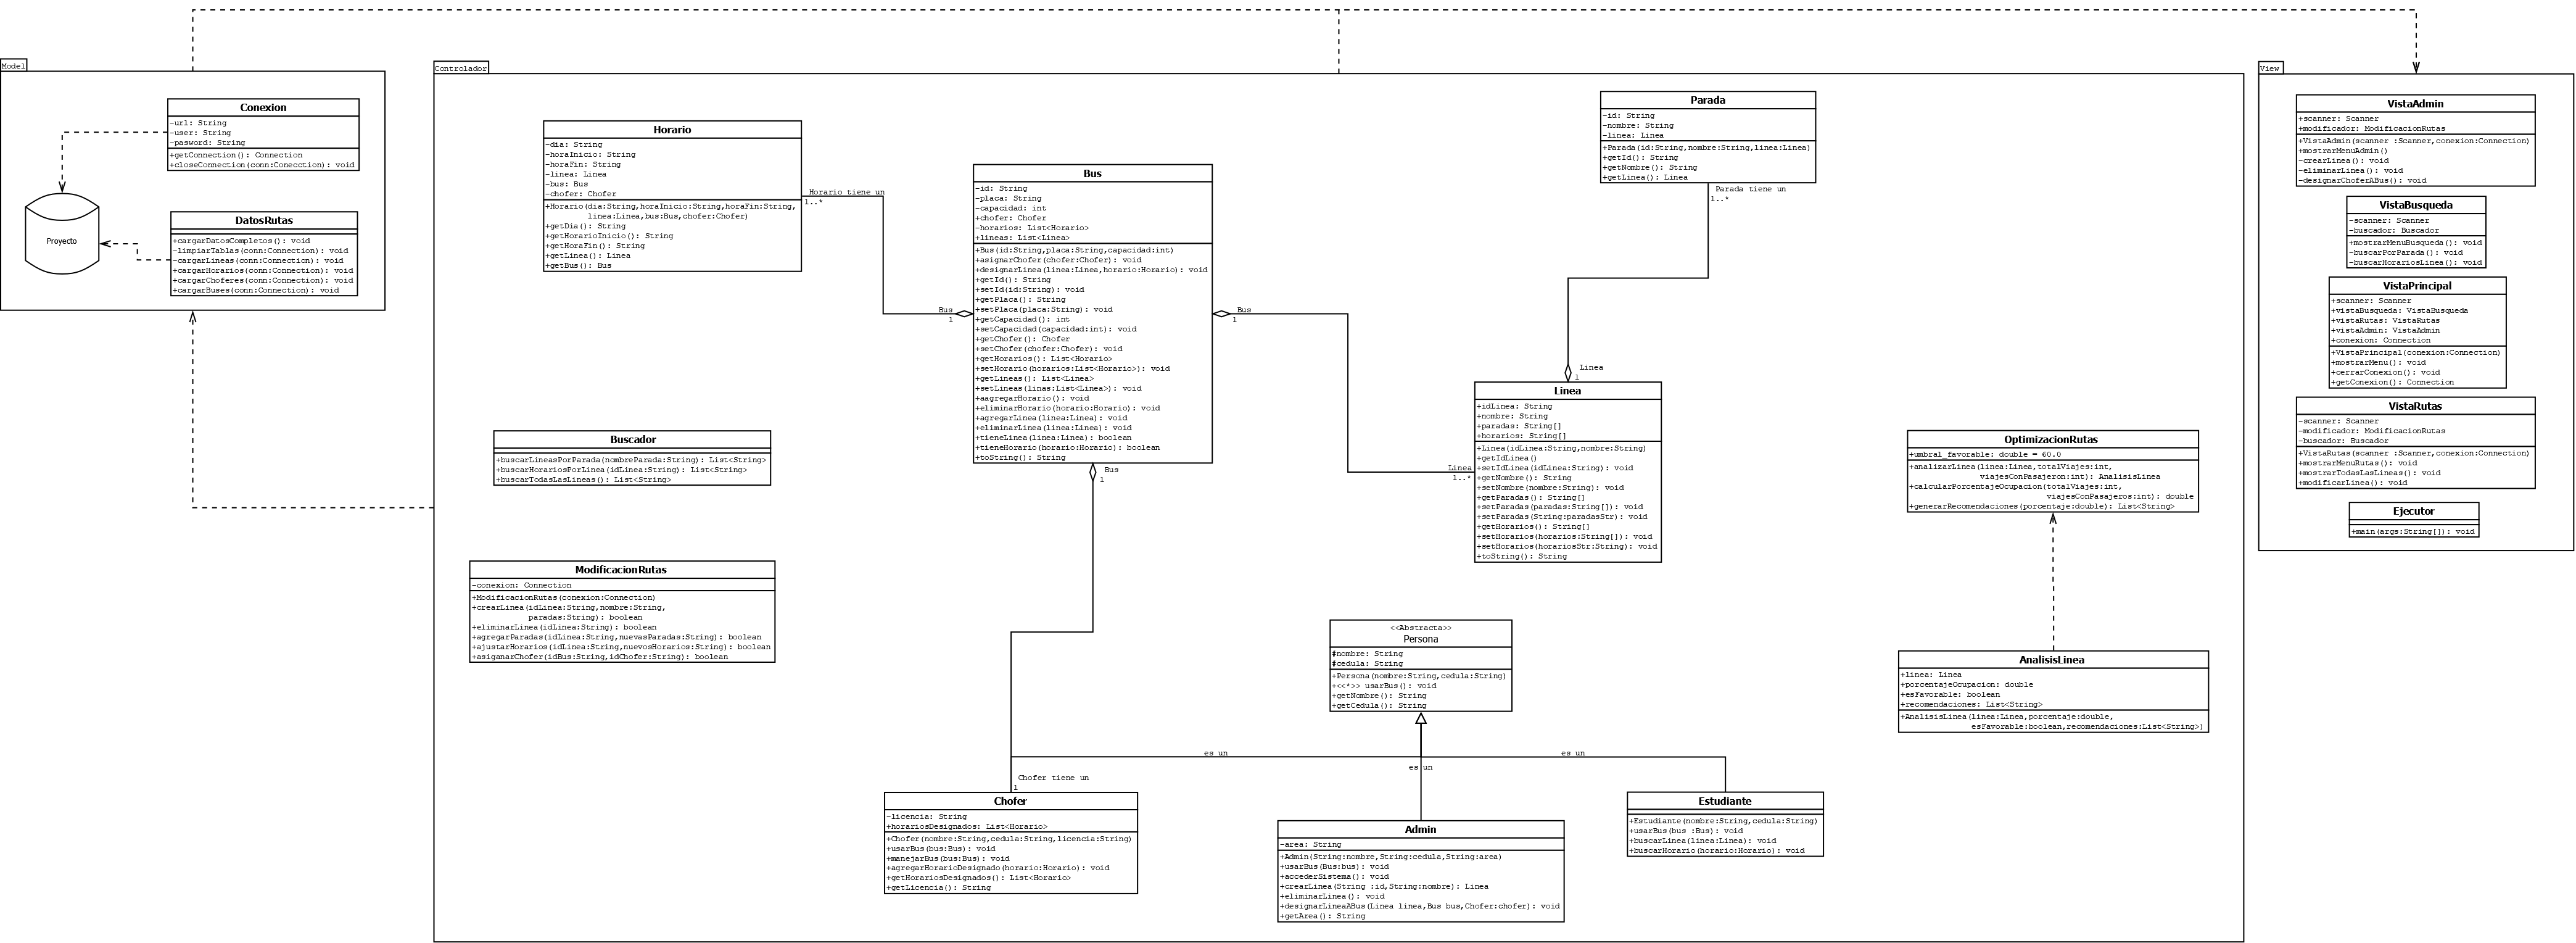 Model
Conexion
-url: String
-user: String
-pasword: String
+getConnection(): Connection
+closeConnection(conn:Conecction): void
Proyecto
DatosRutas
+cargarDatosCompletos(): void
-limpiarTablas(conn:Connection): void
-cargarLineas(conn:Connection): void
+cargarHorarios(conn:Connection): void
+cargarChoferes(conn:Connection): void
+cargarBuses(conn:Connection): void
Controlador
Horario
-dia: String
-horaInicio: String
-horaFin: String
-linea: Linea
-bus: Bus
-chofer: Chofer
+Horario(dia:String,horaInicio:String,horaFin:String,
linea:Linea,bus:Bus,chofer:Chofer)
+getDia(): String
+getHorarioInicio(): String
+getHoraFin(): String
+getLinea(): Linea
+getBus(): Bus
Horario tiene un
1..*
Bus
1
Bus
-id: String
-placa: String
-capacidad: int
+chofer: Chofer
-horarios: List<Horario>
+lineas: List<Linea>
+Bus(id:String,placa:String,capacidad:int)
+asignarChofer(chofer:Chofer): void
+designarLinea(linea:Linea,horario:Horario): void
+getId(): String
+setId(id:String): void
+getPlaca(): String
+setPlaca(placa:String): void
+getCapacidad(): int
+setCapacidad(capacidad:int): void
+getChofer(): Chofer
+setChofer(chofer:Chofer): void
+getHorarios(): List<Horario>
+setHorario(horarios:List<Horario>): void
+getLineas(): List<Linea>
+setLineas(linas:List<Linea>): void
+aagregarHorario(): void
+eliminarHorario(horario:Horario): void
+agregarLinea(linea:Linea): void
+eliminarLinea(linea:Linea): void
+tieneLinea(linea:Linea): boolean
+tieneHorario(horario:Horario): boolean
+toString(): String
Bus
1
Bus
1
Linea
1..*
Parada
-id: String
-nombre: String
-linea: Linea
+Parada(id:String,nombre:String,linea:Linea)
+getId(): String
+getNombre(): String
+getLinea(): Linea
Parada tiene un
1..*
Linea
1
Linea
+idLinea: String
+nombre: String
+paradas: String[]
+horarios: String[]
+Linea(idLinea:String,nombre:String)
+getIdLinea()
+setIdLinea(idLinea:String): void
+getNombre(): String
+setNombre(nombre:String): void
+getParadas(): String[]
+setParadas(paradas:String[]): void
+setParadas(String:paradasStr): void
+getHorarios(): String[]
+setHorarios(horarios:String[]): void
+setHorarios(horariosStr:String): void
+toString(): String
Buscador
+buscarLineasPorParada(nombreParada:String): List<String>
+buscarHorariosPorLinea(idLinea:String): List<String>
+buscarTodasLasLineas(): List<String>
ModificacionRutas
-conexion: Connection
+ModificacionRutas(conexion:Connection)
+crearLinea(idLinea:String,nombre:String,
paradas:String): boolean
+eliminarLinea(idLinea:String): boolean
+agregarParadas(idLinea:String,nuevasParadas:String): boolean
+ajustarHorarios(idLinea:String,nuevosHorarios:String): boolean
+asiganarChofer(idBus:String,idChofer:String): boolean
OptimizacionRutas
+umbral_favorable: double = 60.0
+analizarLinea(linea:Linea,totalViajes:int,
viajesConPasajeron:int): AnalisisLinea
+calcularPorcentajeOcupacion(totalViajes:int,
viajesConPasajeros:int): double
+generarRecomendaciones(porcentaje:double): List<String>
AnalisisLinea
+linea: Linea
+porcentajeOcupacion: double
+esFavorable: boolean
+recomendaciones: List<String>
+AnalisisLinea(linea:Linea,porcentaje:double,
esFavorable:boolean,recomendaciones:List<String>)
<<Abstracta>>
Persona
#nombre: String
#cedula: String
+Persona(nombre:String,cedula:String)
+<<*>> usarBus(): void
+getNombre(): String
+getCedula(): String
es un
es un
es un
Chofer tiene un
1
Chofer
-licencia: String
+horariosDesignados: List<Horario>
+Chofer(nombre:String,cedula:String,licencia:String)
+usarBus(bus:Bus): void
+manejarBus(bus:Bus): void
+agregarHorarioDesignado(horario:Horario): void
+getHorariosDesignados(): List<Horario>
+getLicencia(): String
Admin
-area: String
+Admin(String:nombre,String:cedula,String:area)
+usarBus(Bus:bus): void
+accederSistema(): void
+crearLinea(String :id,String:nombre): Linea
+eliminarLinea(): void
+designarLineaABus(Linea linea,Bus bus,Chofer:chofer): void
+getArea(): String
Estudiante
+Estudiante(nombre:String,cedula:String)
+usarBus(bus :Bus): void
+buscarLinea(linea:Linea): void
+buscarHorario(horario:Horario): void
View
VistaAdmin
+scanner: Scanner
+modificador: ModificacionRutas
+VistaAdmin(scanner :Scanner,conexion:Connection)
+mostrarMenuAdmin()
-crearLinea(): void
-eliminarLinea(): void
-designarChoferABus(): void
VistaBusqueda
-scanner: Scanner
-buscador: Buscador
+mostrarMenuBusqueda(): void
-buscarPorParada(): void
-buscarHorariosLinea(): void
VistaPrincipal
+scanner: Scanner
+vistaBusqueda: VistaBusqueda
+vistaRutas: VistaRutas
+vistaAdmin: VistaAdmin
+conexion: Connection
+VistaPrincipal(conexion:Connection)
+mostrarMenu(): void
+cerrarConexion(): void
+getConexion(): Connection
VistaRutas
-scanner: Scanner
-modificador: ModificacionRutas
-buscador: Buscador
+VistaRutas(scanner :Scanner,conexion:Connection)
+mostrarMenuRutas(): void
-mostrarTodasLasLineas(): void
+modificarLinea(): void
Ejecutor
+main(args:String[]): void